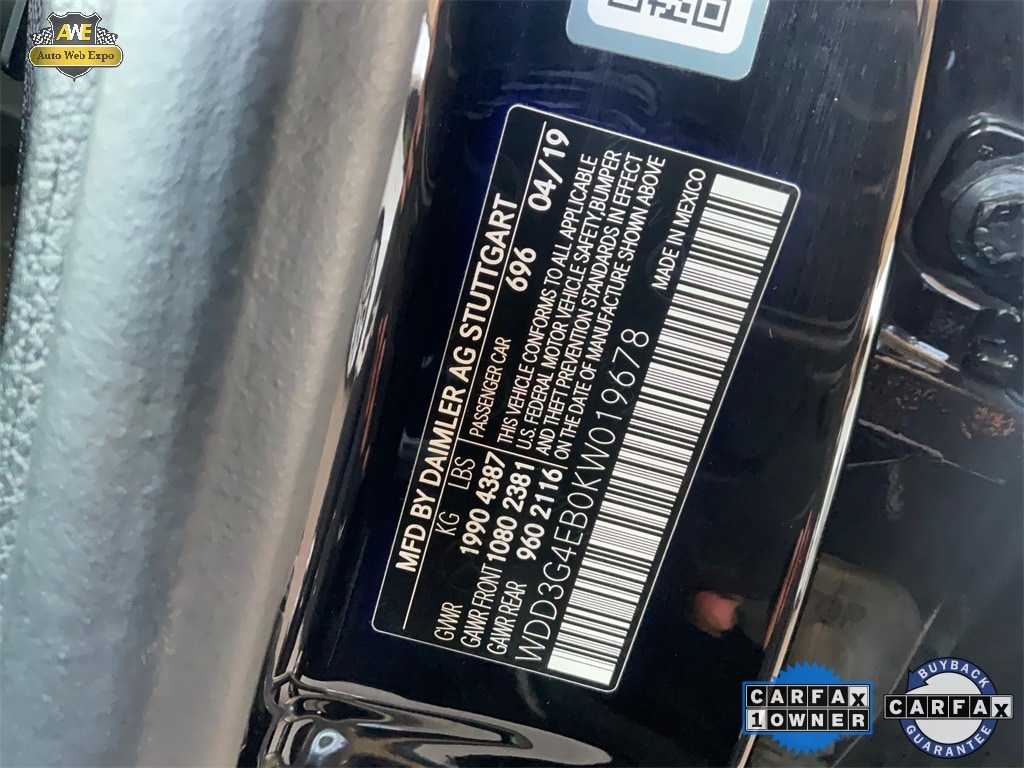 AWE
Auto Web Expo
MFD BY DAIMLER AG STUTTGART
KG LBS 696 04/19
GVWR 1990 4387
GAWR FRONT 1080 2381
GAWR REAR 960 2116
PASSENGER CAR
THIS VEHICLE CONFORMS TO ALL APPLICABLE
U.S. FEDERAL MOTOR VEHICLE SAFETY BUMPER
AND THEFT PREVENTION STANDARDS IN EFFECT
ON THE DATE OF MANUFACTURE SHOWN ABOVE
WDD3G4EB0KW019678
MADE IN MEXICO
CARFAX
1 OWNER
BUYBACK
CARFAX
GUARANTEE